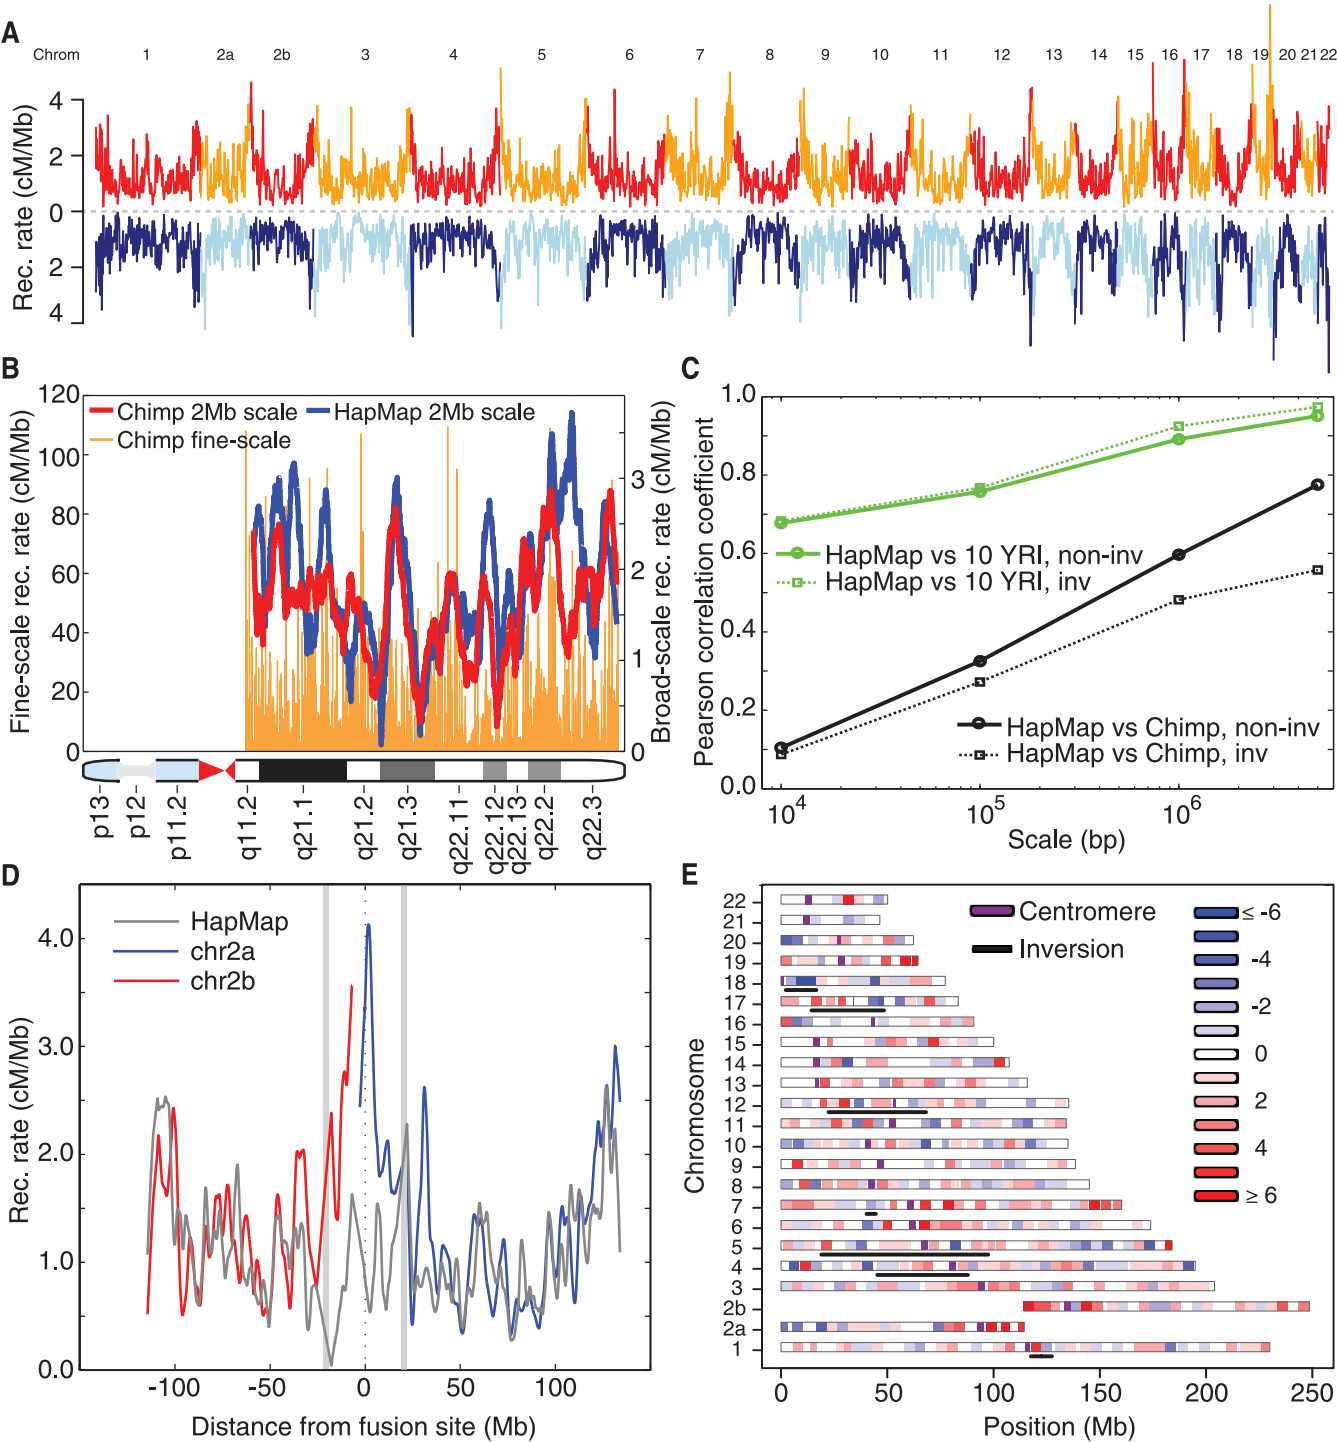 A
Chrom 1 2a 2b 3 4 5 6 7 8 9 10 11 12 13 14 15 16 17 18 19 20 21 22
Rec. rate (cM/Mb)
Rec. rate (cM/Mb)
4
2
0
2
4
B
Chimp 2Mb scale
HapMap 2Mb scale
Chimp fine-scale
Fine-scale rec. rate (cM/Mb)
120
100
80
60
40
20
0
Broad-scale rec. rate (cM/Mb)
3
2
1
0
p13
p12
p11.2
q11.2
q21.1
q21.2
q21.3
q22.11
q22.12
q22.13
q22.2
q22.3
C
Pearson correlation coefficient
1.0
0.8
0.6
0.4
0.2
0.0
HapMap vs 10 YRI, non-inv
HapMap vs 10 YRI, inv
HapMap vs Chimp, non-inv
HapMap vs Chimp, inv
10⁴ 10⁵ 10⁶
Scale (bp)
D
HapMap
chr2a
chr2b
Rec. rate (cM/Mb)
4.0
3.0
2.0
1.0
0.0
-100 -50 0 50 100
Distance from fusion site (Mb)
E
Chromosome
22
21
20
19
18
17
16
15
14
13
12
11
10
9
8
7
6
5
4
3
2b
2a
1
Centromere
Inversion
≤ -6
-4
-2
0
2
4
≥ 6
0 50 100 150 200 250
Position (Mb)